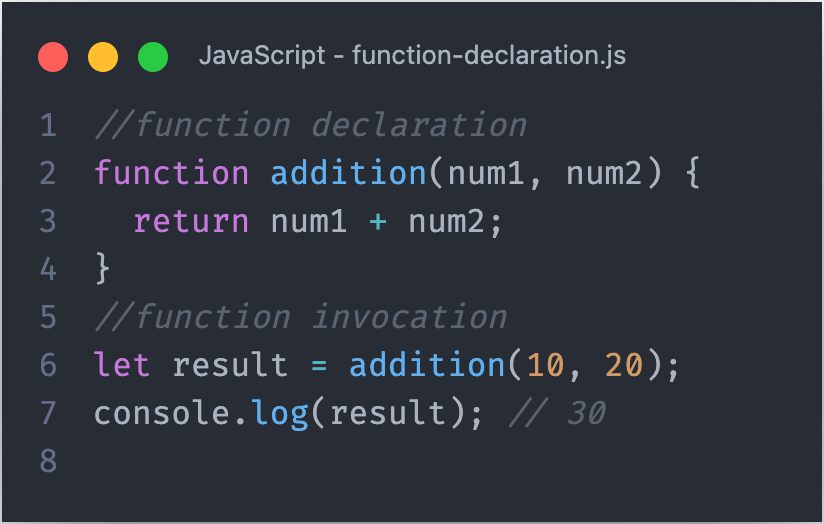 JavaScript - function-declaration.js
1 //function declaration
2 function addition(num1, num2) {
3   return num1 + num2;
4 }
5 //function invocation
6 let result = addition(10, 20);
7 console.log(result); // 30
8